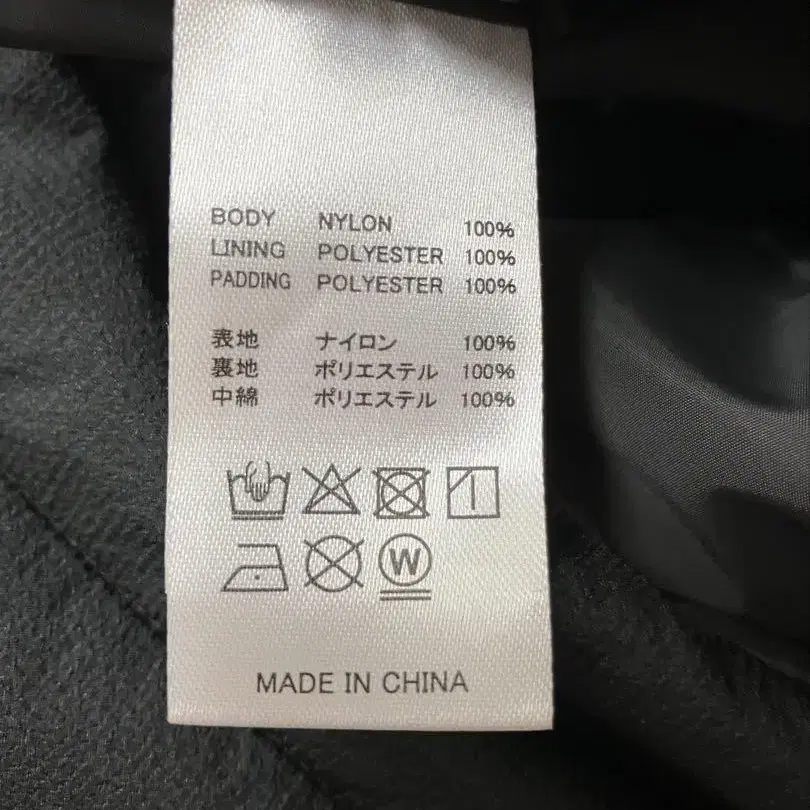 BODY NYLON 100%
LINING POLYESTER 100%
PADDING POLYESTER 100%
表地 ナイロン 100%
裏地 ポリエステル 100%
中綿 ポリエステル 100%
W
MADE IN CHINA